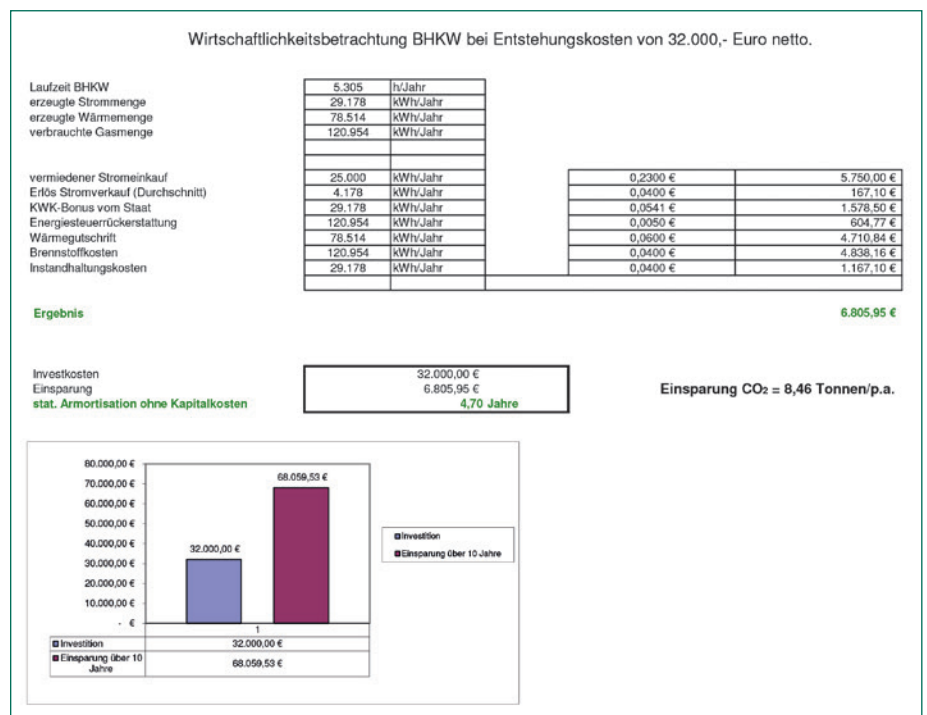 Wirtschaftlichkeitsbetrachtung BHKW bei Entstehungskosten von 32.000,- Euro netto.
Laufzeit BHKW 5.305 h/Jahr
erzeugte Strommenge 29.178 kWh/Jahr
erzeugte Wärmemenge 78.514 kWh/Jahr
verbrauchte Gasmenge 120.954 kWh/Jahr
vermiedener Stromeinkauf 25.000 kWh/Jahr 0,2300 € 5.750,00 €
Erlös Stromverkauf (Durchschnitt) 4.178 kWh/Jahr 0,0400 € 167,10 €
KWK-Bonus vom Staat 29.178 kWh/Jahr 0,0541 € 1.578,50 €
Energiesteuerrückerstattung 120.954 kWh/Jahr 0,0050 € 604,77 €
Wärmegutschrift 78.514 kWh/Jahr 0,0600 € 4.710,84 €
Brennstoffkosten 120.954 kWh/Jahr 0,0400 € 4.838,16 €
Instandhaltungskosten 29.178 kWh/Jahr 0,0400 € 1.167,10 €
Ergebnis 6.805,95 €
Investkosten 32.000,00 €
Einsparung 6.805,95 €
stat. Armortisation ohne Kapitalkosten 4,70 Jahre
Einsparung CO₂ = 8,46 Tonnen/p.a.
80.000,00 €
70.000,00 €
60.000,00 €
50.000,00 €
40.000,00 €
30.000,00 €
20.000,00 €
10.000,00 €
- €
32.000,00 €
68.059,53 €
1
Investition 32.000,00 €
Einsparung über 10
Jahre 68.059,53 €
Investition
Einsparung über 10 Jahre